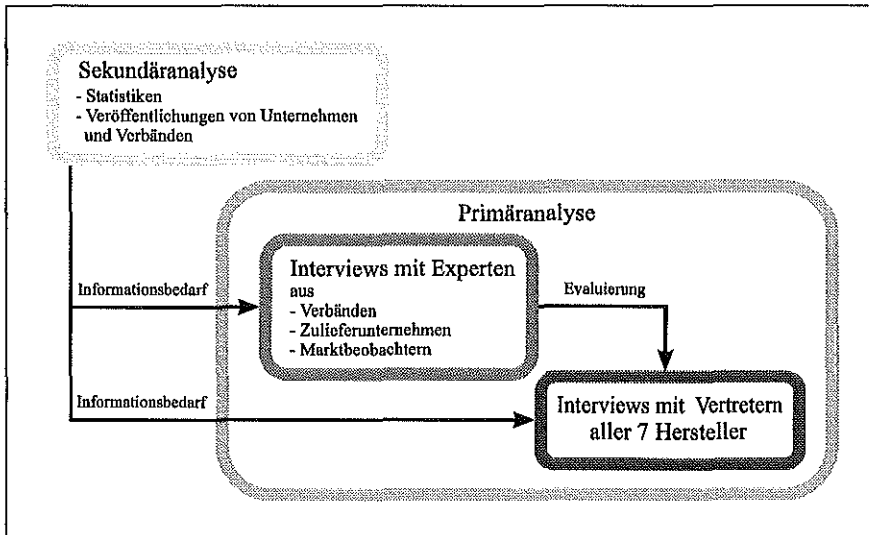 Sekundäranalyse
- Statistiken
- Veröffentlichungen von Unternehmen
und Verbänden
Primäranalyse
Interviews mit Experten
aus
- Verbänden
- Zulieferunternehmen
- Marktbeobachtern
Informationsbedarf
Evaluierung
Informationsbedarf
Interviews mit Vertretern
aller 7 Hersteller